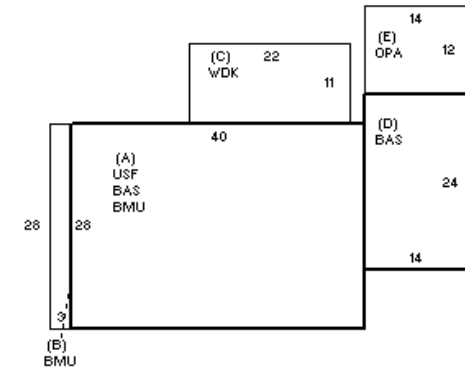 14
(E)
OPA
12
(C)
WDK
22
11
40
(D)
BAS
(A)
USF
BAS
BMU
24
28
28
14
3
(B)
BMU